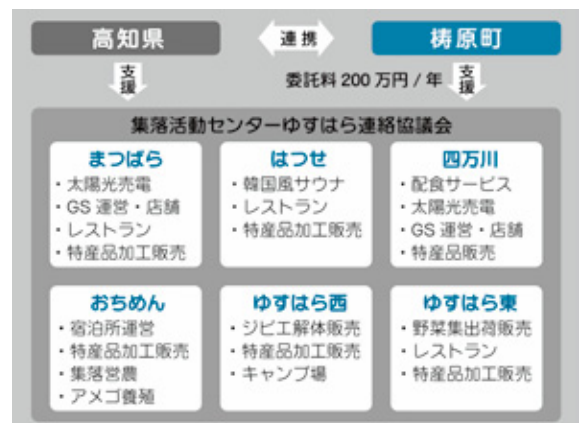 高知県
連携
梼原町
支援
委託料 200 万円 / 年
支援
集落活動センターゆすはら連絡協議会
まつばら
・太陽光売電
・GS 運営・店舗
・レストラン
・特産品加工販売
はつせ
・韓国風サウナ
・レストラン
・特産品加工販売
四万川
・配食サービス
・太陽光売電
・GS 運営・店舗
・特産品販売
おちめん
・宿泊所運営
・特産品加工販売
・集落営農
・アメゴ養殖
ゆすはら西
・ジビエ解体販売
・キャンプ場
ゆすはら東
・野菜集出荷販売
・レストラン
・特産品加工販売